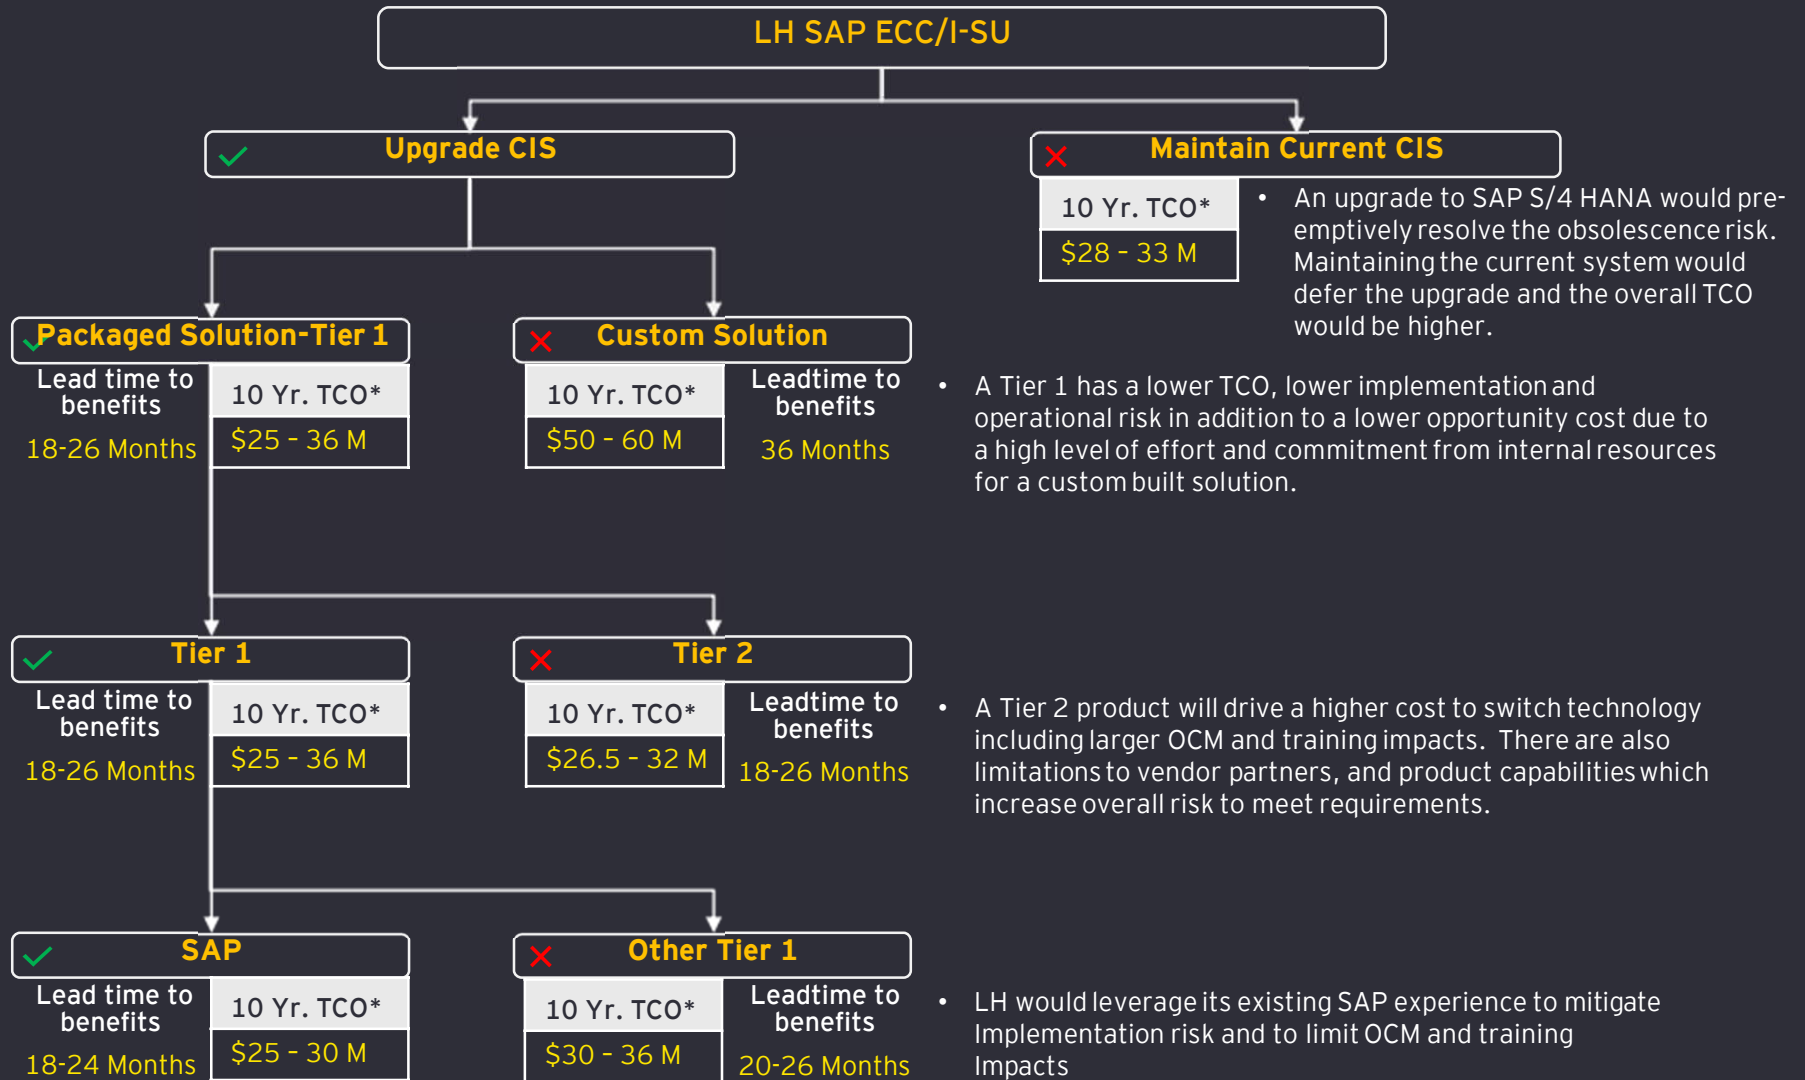 LH SAP ECC/I-SU
Upgrade CIS
Maintain Current CIS
10 Yr. TCO*
$28 – 33 M
• An upgrade to SAP S/4 HANA would pre-
emptively resolve the obsolescence risk.
Maintaining the current system would
defer the upgrade and the overall TCO
would be higher.
Packaged Solution-Tier 1
Lead time to
benefits
18-26 Months
10 Yr. TCO*
$25 – 36 M
Custom Solution
10 Yr. TCO*
$50 – 60 M
Leadtime to
benefits
36 Months
• A Tier 1 has a lower TCO, lower implementation and
operational risk in addition to a lower opportunity cost due to
a high level of effort and commitment from internal resources
for a custom built solution.
Tier 1
Lead time to
benefits
18-26 Months
10 Yr. TCO*
$25 – 36 M
Tier 2
10 Yr. TCO*
$26.5 – 32 M
Leadtime to
benefits
18-26 Months
• A Tier 2 product will drive a higher cost to switch technology
including larger OCM and training impacts. There are also
limitations to vendor partners, and product capabilities which
increase overall risk to meet requirements.
SAP
Lead time to
benefits
18-24 Months
10 Yr. TCO*
$25 – 30 M
Other Tier 1
10 Yr. TCO*
$30 – 36 M
Leadtime to
benefits
20-26 Months
• LH would leverage its existing SAP experience to mitigate
Implementation risk and to limit OCM and training
Impacts